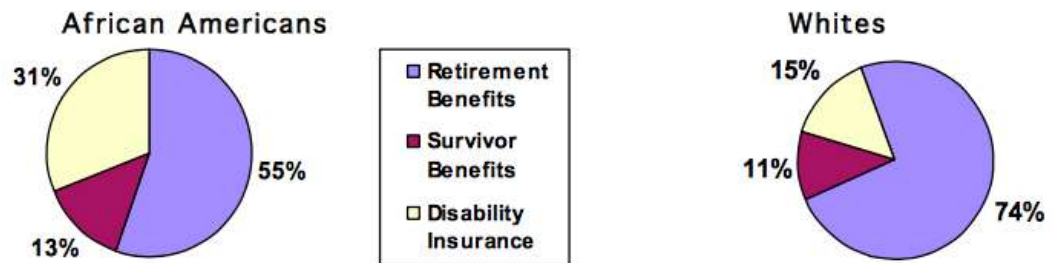 African Americans
31%
55%
13%
Retirement
Benefits
Survivor
Benefits
Disability
Insurance
Whites
15%
11%
74%